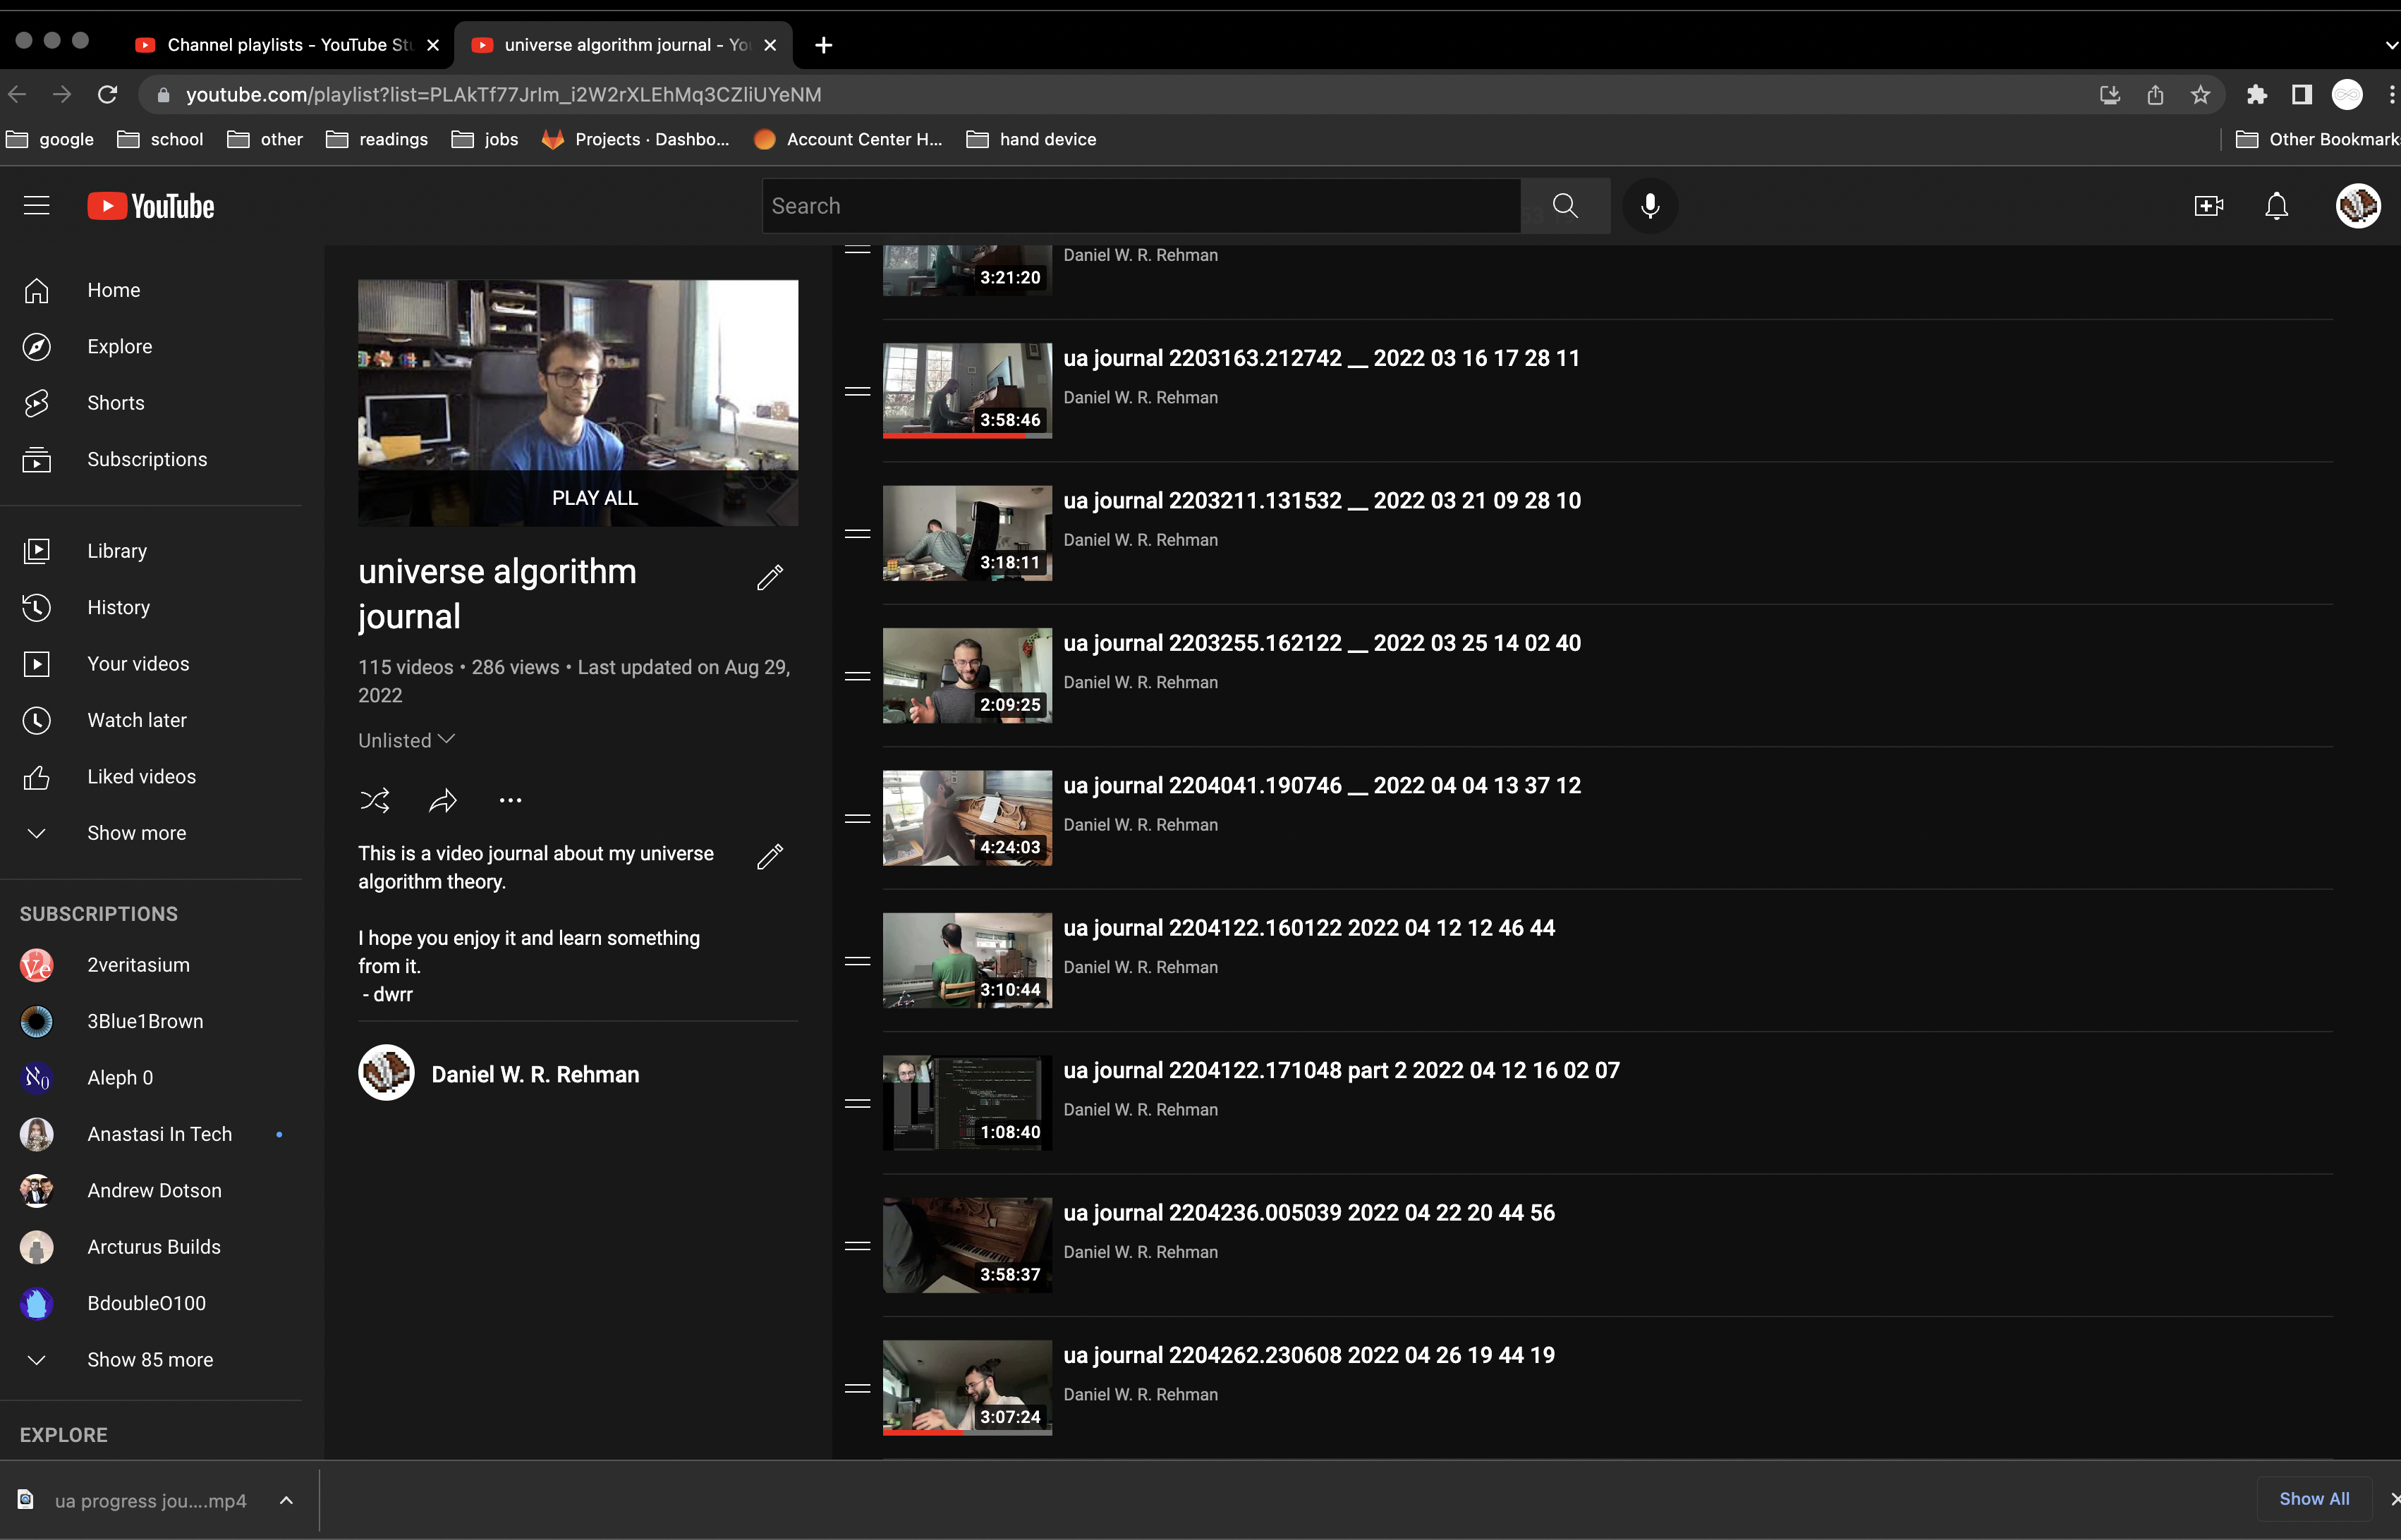 Channel playlists - YouTube Stu
universe algorithm journal - You
youtube.com/playlist?list=PLAkTf77JrIm_i2W2rXLEhMq3CZliUYeNM
google
school
other
readings
jobs
Projects · Dashbo...
Account Center H...
hand device
Other Bookmarks
YouTube
Search
Home
Explore
Shorts
Subscriptions
Library
History
Your videos
Watch later
Liked videos
Show more
SUBSCRIPTIONS
2veritasium
3Blue1Brown
Aleph 0
Anastasi In Tech
Andrew Dotson
Arcturus Builds
BdoubleO100
Show 85 more
EXPLORE
PLAY ALL
universe algorithm
journal
115 videos • 286 views • Last updated on Aug 29,
2022
Unlisted
This is a video journal about my universe
algorithm theory.
I hope you enjoy it and learn something
from it.
- dwrr
Daniel W. R. Rehman
3:21:20
Daniel W. R. Rehman
3:58:46
ua journal 2203163.212742 __ 2022 03 16 17 28 11
Daniel W. R. Rehman
3:18:11
ua journal 2203211.131532 __ 2022 03 21 09 28 10
Daniel W. R. Rehman
2:09:25
ua journal 2203255.162122 __ 2022 03 25 14 02 40
Daniel W. R. Rehman
4:24:03
ua journal 2204041.190746 __ 2022 04 04 13 37 12
Daniel W. R. Rehman
3:10:44
ua journal 2204122.160122 2022 04 12 12 46 44
Daniel W. R. Rehman
1:08:40
ua journal 2204122.171048 part 2 2022 04 12 16 02 07
Daniel W. R. Rehman
3:58:37
ua journal 2204236.005039 2022 04 22 20 44 56
Daniel W. R. Rehman
3:07:24
ua journal 2204262.230608 2022 04 26 19 44 19
Daniel W. R. Rehman
ua progress jou....mp4
Show All